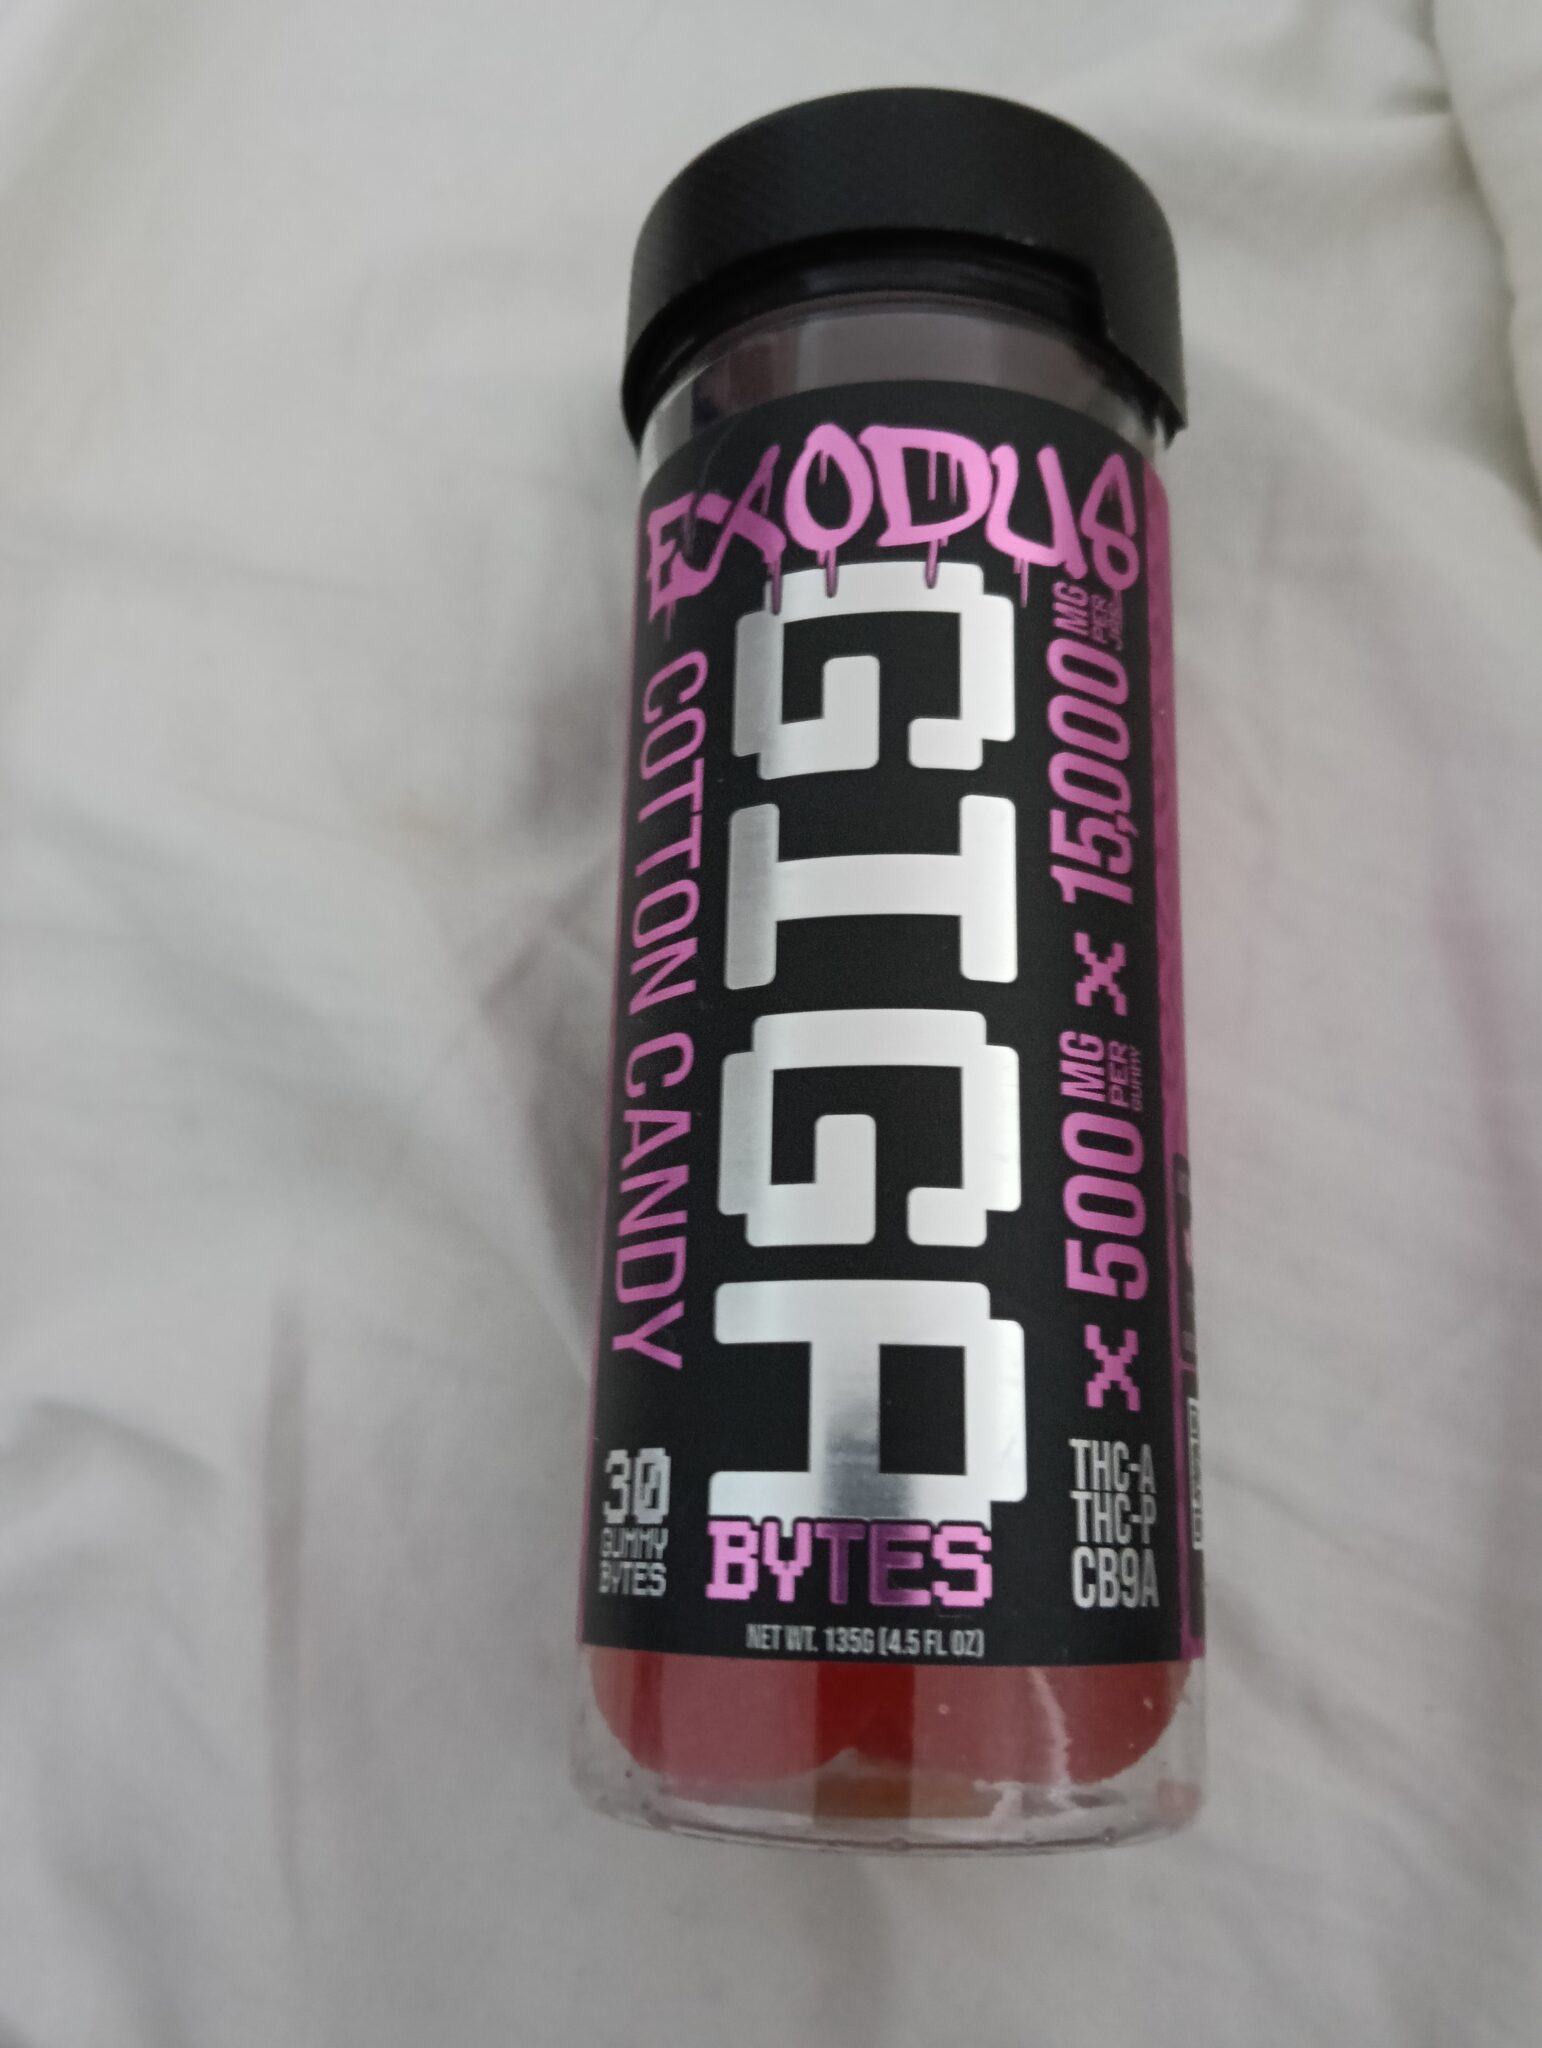 EXODUS
COTTON CANDY
GIGA
BYTES
THC-A
THC-P
CB9A
x 500 MG
PER
GUMMY
x 15,000 MG
PER
JAR
30
GUMMY
BYTES
NET WT. 135G (4.5 FL OZ)